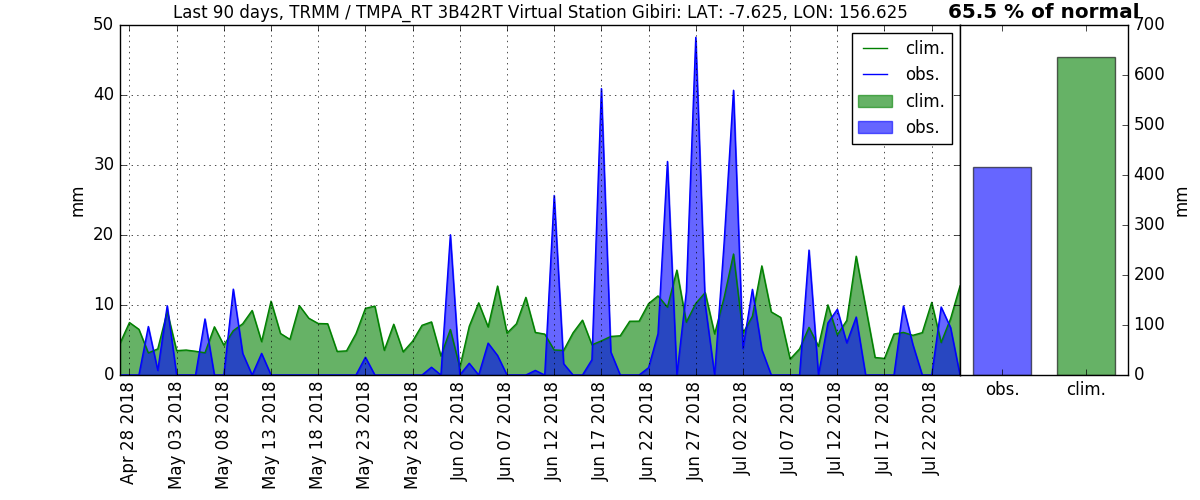 Last 90 days, TRMM / TMPA_RT 3B42RT Virtual Station Gibiri: LAT: -7.625, LON: 156.625
65.5 % of normal
50
40
30
20
10
0
mm
clim.
obs.
clim.
obs.
700
600
500
400
300
200
100
0
mm
obs.
clim.
Apr 28 2018
May 03 2018
May 08 2018
May 13 2018
May 18 2018
May 23 2018
May 28 2018
Jun 02 2018
Jun 07 2018
Jun 12 2018
Jun 17 2018
Jun 22 2018
Jun 27 2018
Jul 02 2018
Jul 07 2018
Jul 12 2018
Jul 17 2018
Jul 22 2018